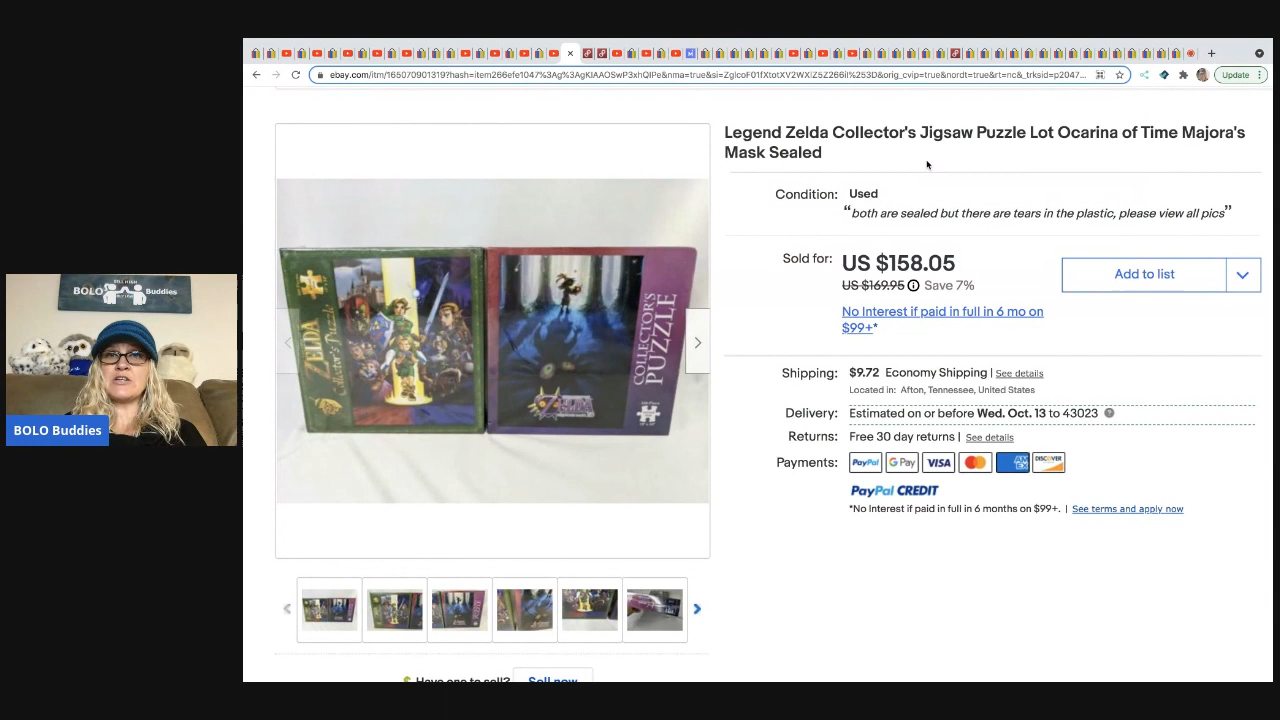 ebay.com/itm/165070901319?hash=item266efe1047%3Ag%3AgKIAAOSwP3xhQIPe&nma=true&si=ZglcoF01fXtotXV2WXIZ5Z266iI%253D&orig_cvip=true&nordt=true&rt=nc&_trksid=p2047...
Update
Legend Zelda Collector's Jigsaw Puzzle Lot Ocarina of Time Majora's
Mask Sealed
Condition: Used
“both are sealed but there are tears in the plastic, please view all pics”
Sold for: US $158.05
US $169.95 Save 7%
Add to list
No Interest if paid in full in 6 mo on
$99+*
Shipping: $9.72 Economy Shipping | See details
Located in: Afton, Tennessee, United States
Delivery: Estimated on or before Wed. Oct. 13 to 43023
Returns: Free 30 day returns | See details
Payments: PayPal G Pay VISA mastercard AMEX DISCOVER
PayPal CREDIT
*No Interest if paid in full in 6 months on $99+. | See terms and apply now
ZELDA
Collector's Puzzle
COLLECTOR'S
PUZZLE
ZELDA
BOLO Buddies
BOLO Buddies
Have one to sell? Sell now